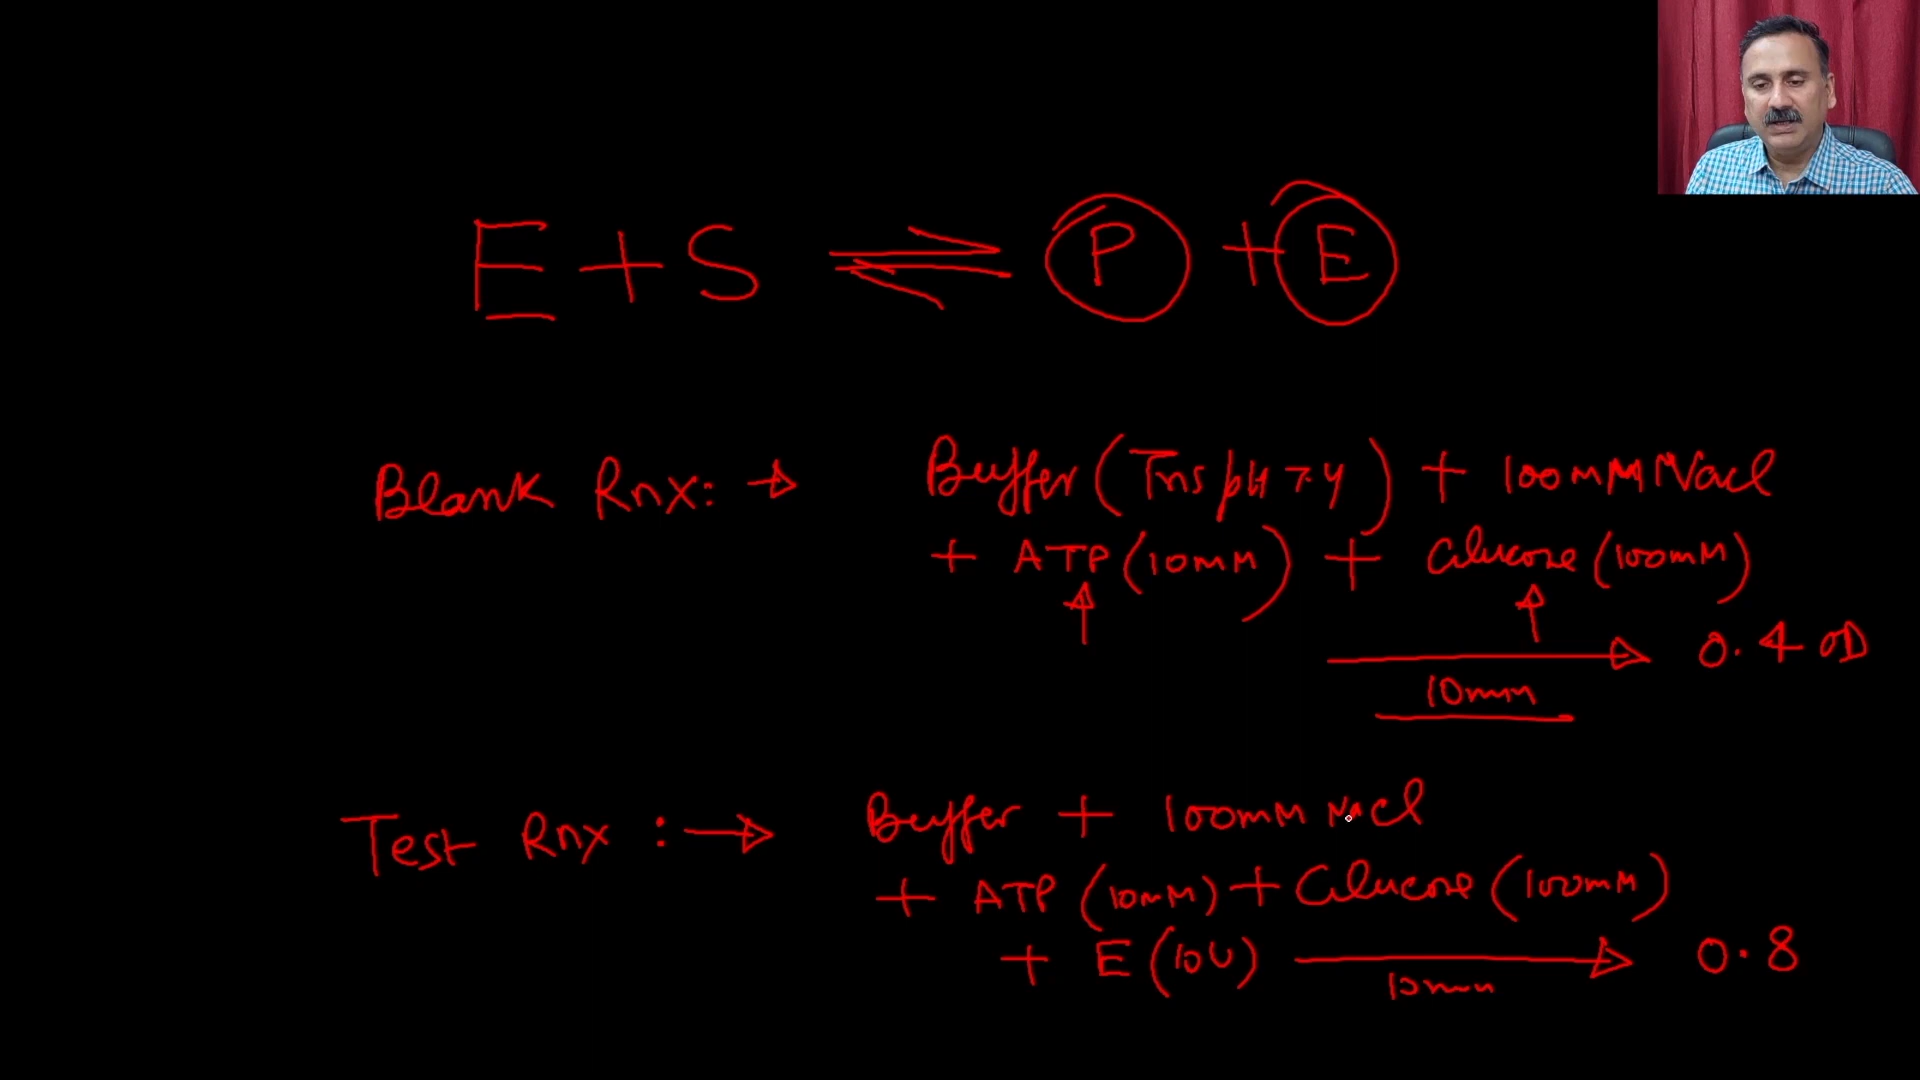 E + S ⇌ P + E
Blank Rnx: → Buffer (Tris pH 7.4) + 100mM Nacl
+ ATP (10mM) + Glucose (100mM)
→ 0.4 OD
10min
Test Rnx : → Buffer + 100mM NaCl
+ ATP (10mM) + Glucose (100mM)
+ E (10U) → 0.8
10min